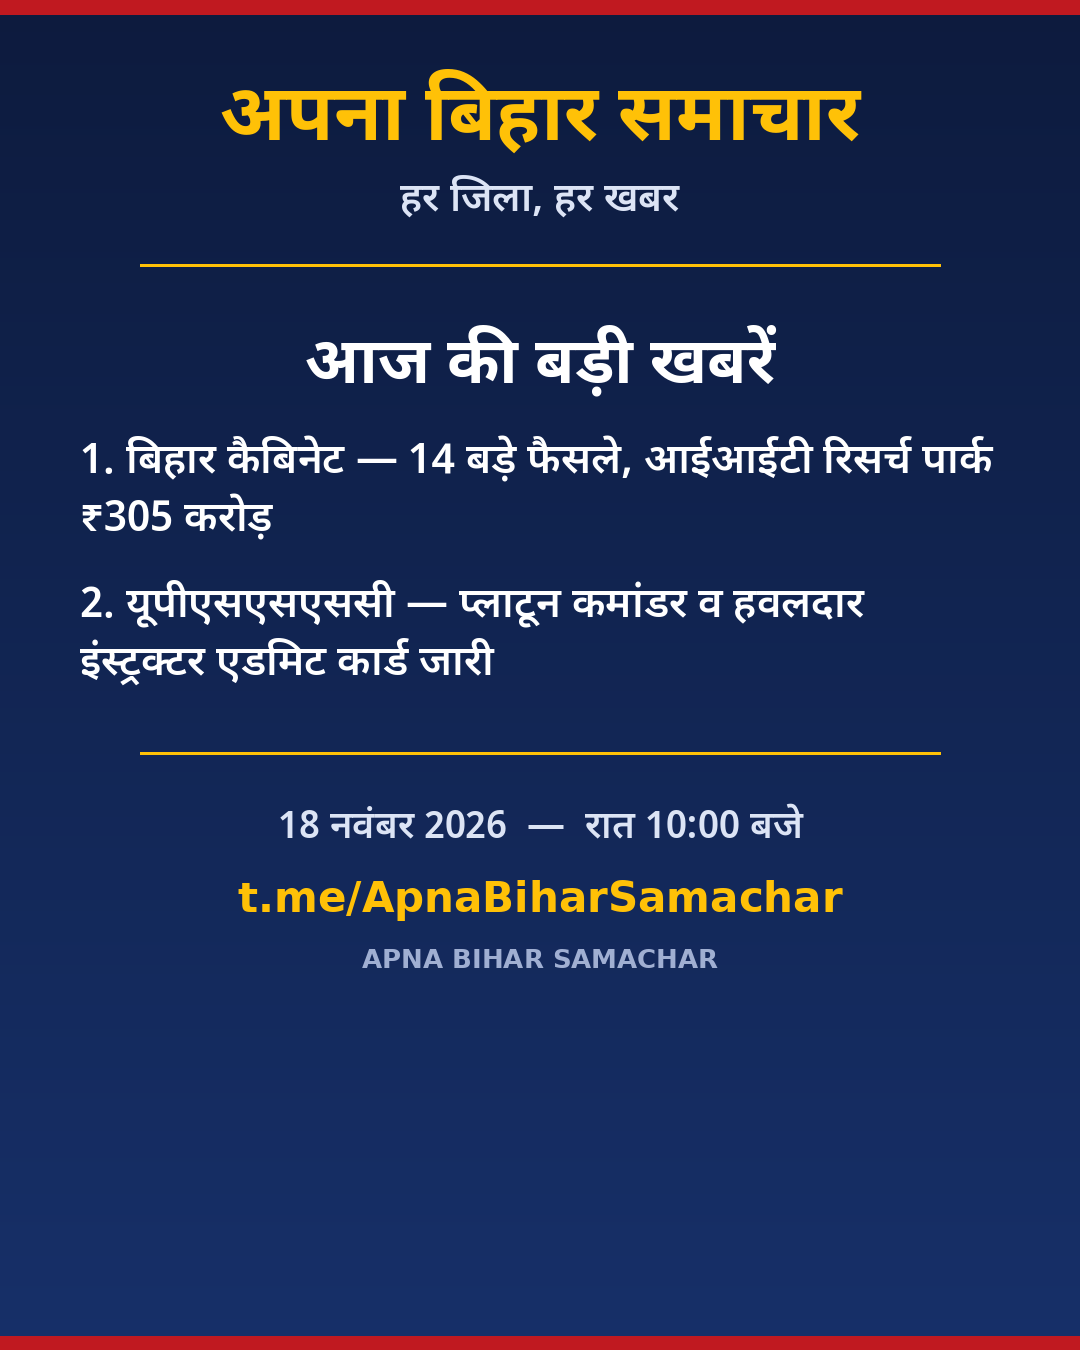 अपना बिहार समाचार
हर जिला, हर खबर
आज की बड़ी खबरें
1. बिहार कैबिनेट — 14 बड़े फैसले, आईआईटी रिसर्च पार्क
₹305 करोड़
2. यूपीएसएसएससी — प्लाटून कमांडर व हवलदार
इंस्ट्रक्टर एडमिट कार्ड जारी
18 नवंबर 2026 — रात 10:00 बजे
t.me/ApnaBiharSamachar
APNA BIHAR SAMACHAR